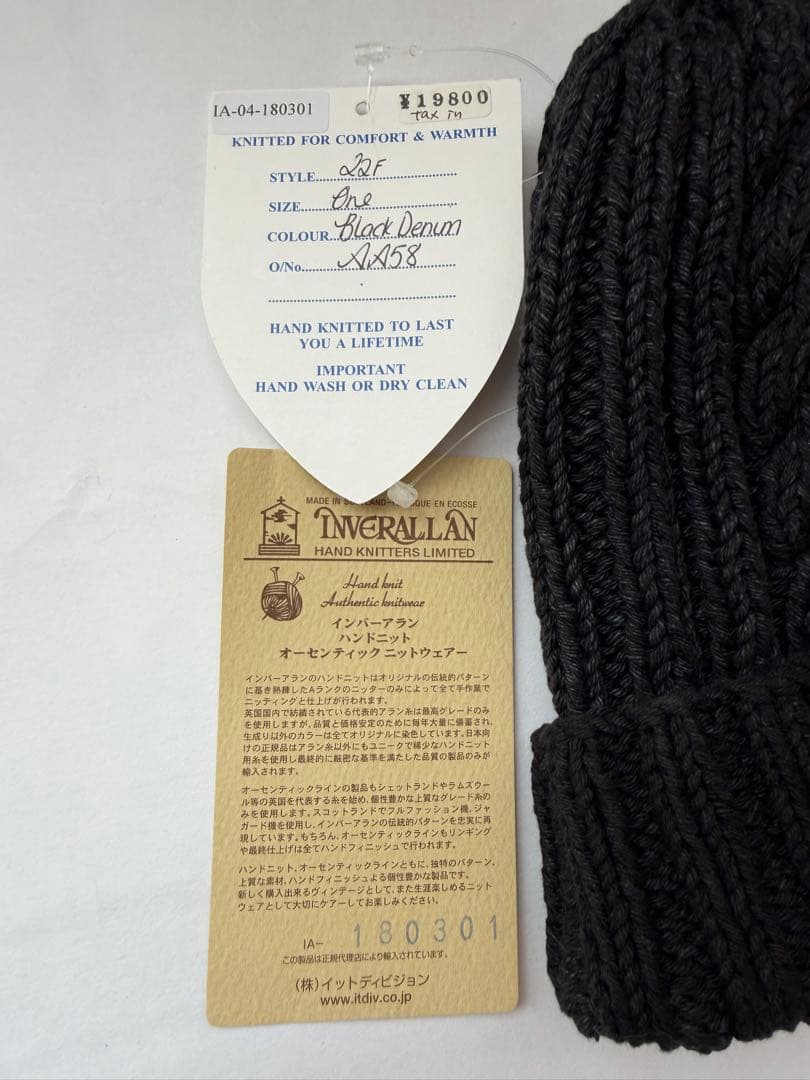 IA-04-180301
¥19800
tax in
KNITTED FOR COMFORT & WARMTH
STYLE 22F
SIZE One
COLOUR Black Denim
O/No. AA58
HAND KNITTED TO LAST
YOU A LIFETIME
IMPORTANT
HAND WASH OR DRY CLEAN
MADE IN EN ECOSSE
INVERALLAN
HAND KNITTERS LIMITED
Hand knit
Authentic knitwear
インバーアラン
ハンドニット
オーセンティック ニットウェアー
インバーアランのハンドニットはオリジナルの伝統的パターン
に基き熟練したAランクのニッターのみによって全て手作業で
ニッティングと仕上げが行われます。
英国国内で紡績されている代表的アラン糸は最高グレードのみ
を使用しますが、品質と価格安定のために毎年大量に備蓄され、
生成り以外のカラーは全てオリジナルに染色しています。日本向
けの正規品はアラン糸以外にもユニークで稀少なハンドニット
用糸を使用し最終的に厳密な基準を満たした品質の製品のみが
輸入されます。
オーセンティックラインの製品もシェットランドやラムズウー
ル等の英国を代表する糸を始め、個性豊かな上質なグレード糸の
みを使用します。スコットランドでフルファッション機、ジャ
ガード機を使用し、インバーアランの伝統的パターンを忠実に再
現しています。もちろん、オーセンティックラインもリンギング
や最終仕上げは全てハンドフィニッシュで行われます。
ハンドニット、オーセンティックラインともに、独特のパターン、
上質な素材、ハンドフィニッシュよる個性豊かな製品です。
新しく購入出来るヴィンテージとして、また生涯楽しめるニット
ウェアとして大切にケアーしてお楽しみください。
IA- 180301
この製品は正規代理店により輸入されています。
(株)イットディビジョン
www.itdiv.co.jp